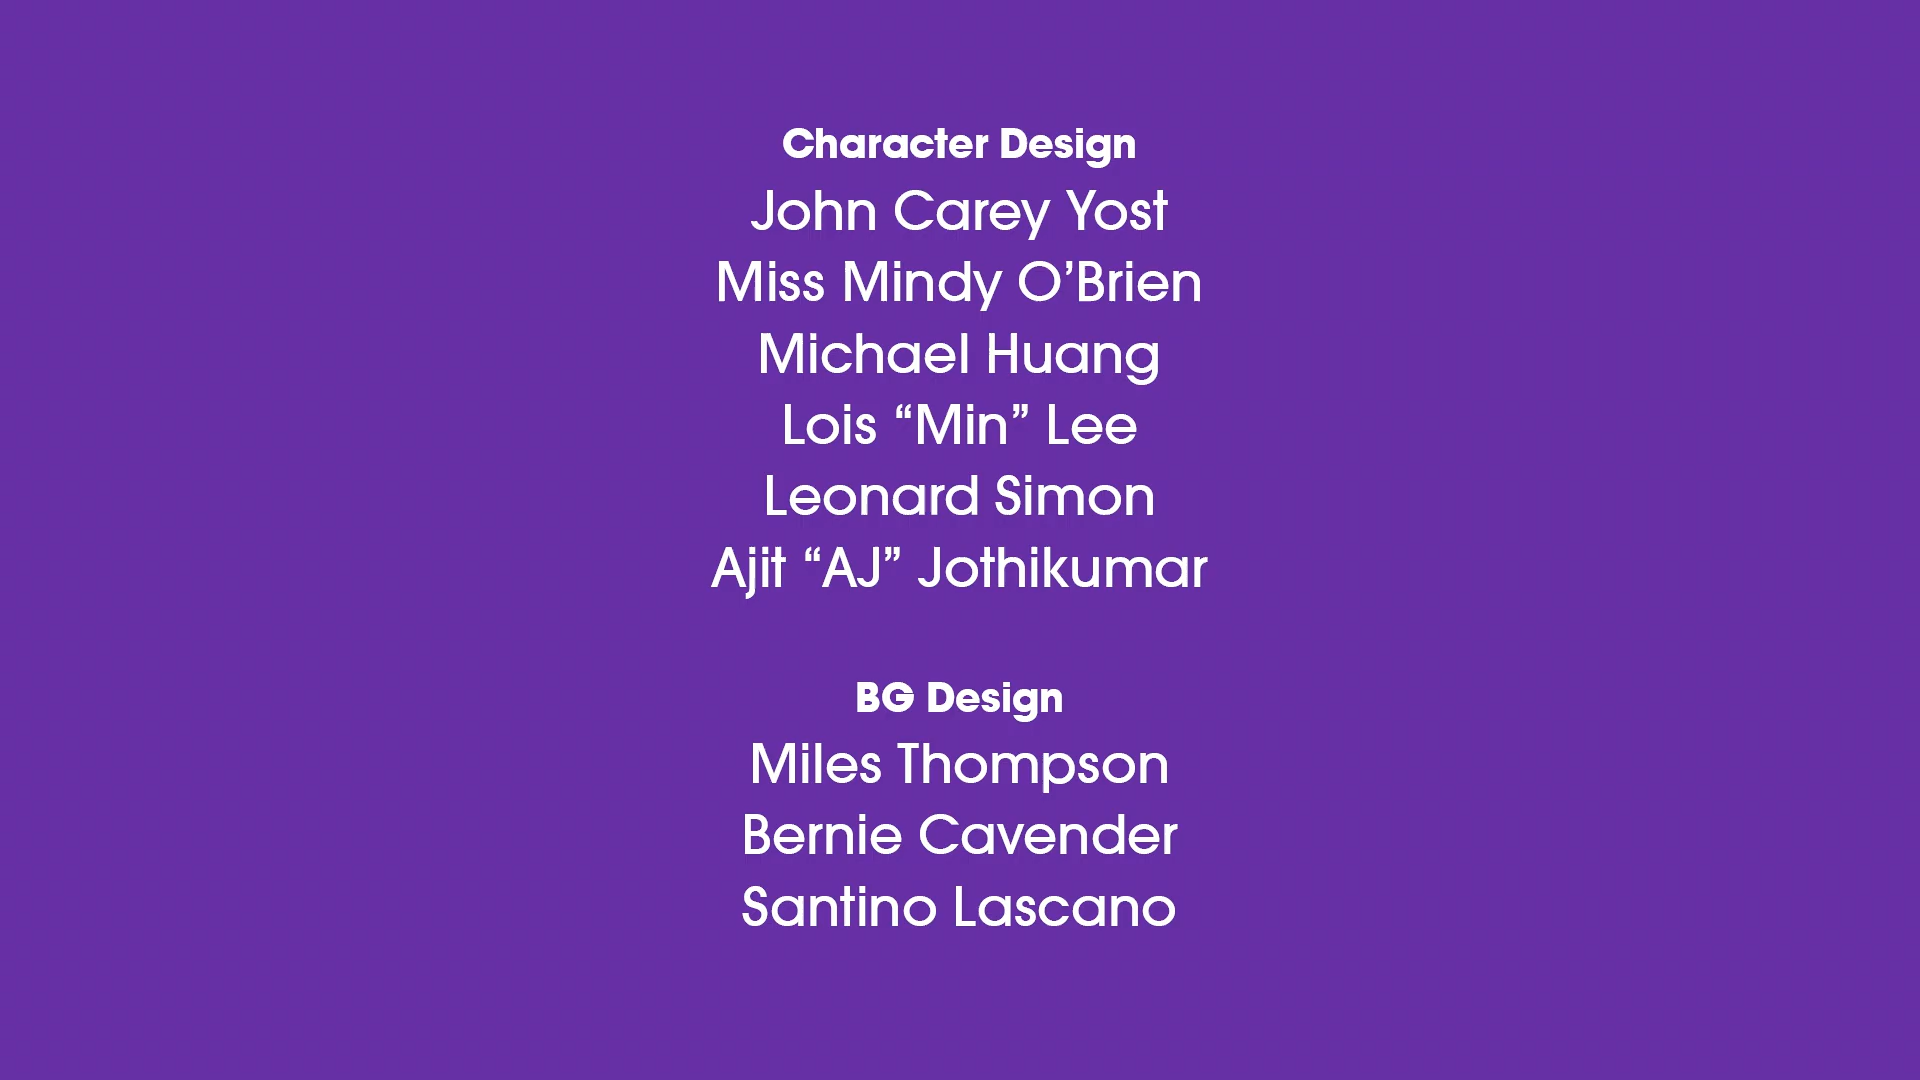 Character Design
John Carey Yost
Miss Mindy O’Brien
Michael Huang
Lois “Min” Lee
Leonard Simon
Ajit “AJ” Jothikumar
BG Design
Miles Thompson
Bernie Cavender
Santino Lascano